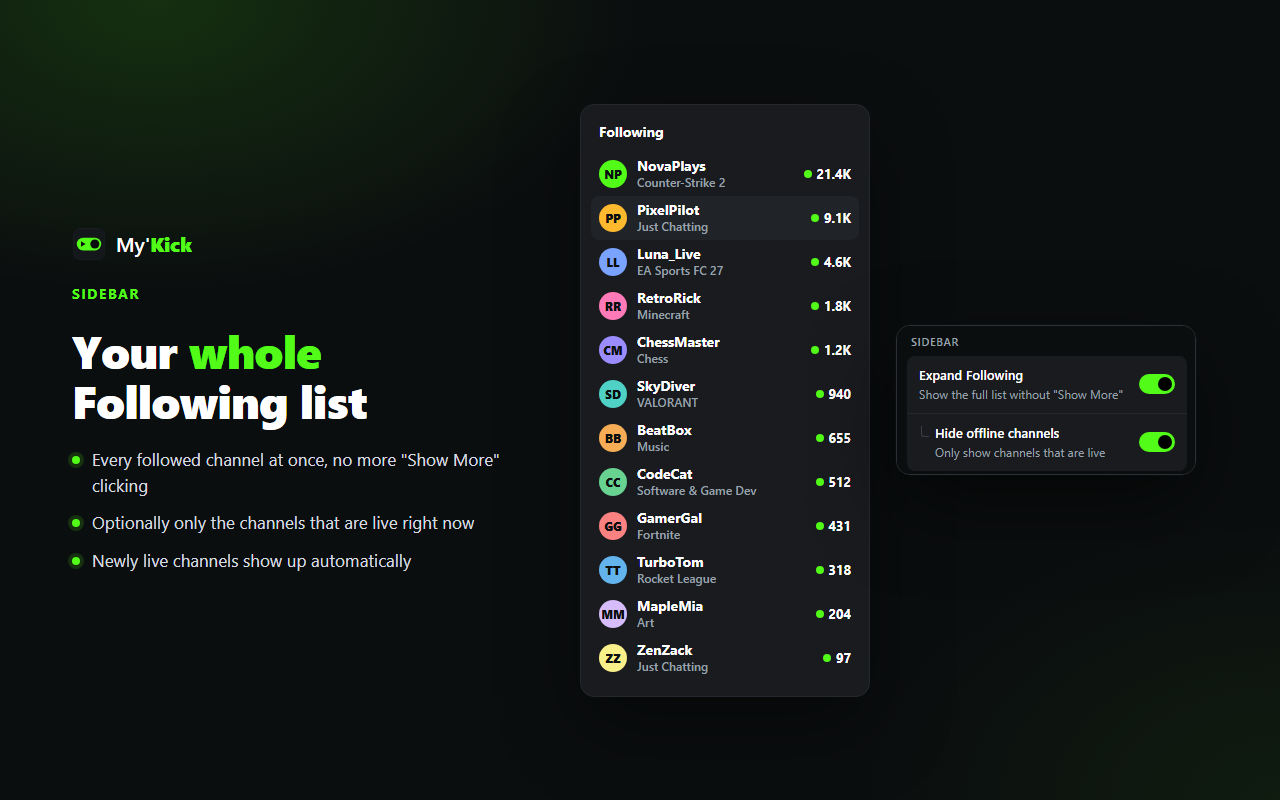 My'Kick
SIDEBAR
Your whole
Following list
Every followed channel at once, no more "Show More"
clicking
Optionally only the channels that are live right now
Newly live channels show up automatically
Following
NP
NovaPlays
Counter-Strike 2
21.4K
PP
PixelPilot
Just Chatting
9.1K
LL
Luna_Live
EA Sports FC 27
4.6K
RR
RetroRick
Minecraft
1.8K
CM
ChessMaster
Chess
1.2K
SD
SkyDiver
VALORANT
940
BB
BeatBox
Music
655
CC
CodeCat
Software & Game Dev
512
GG
GamerGal
Fortnite
431
TT
TurboTom
Rocket League
318
MM
MapleMia
Art
204
ZZ
ZenZack
Just Chatting
97
SIDEBAR
Expand Following
Show the full list without "Show More"
Hide offline channels
Only show channels that are live